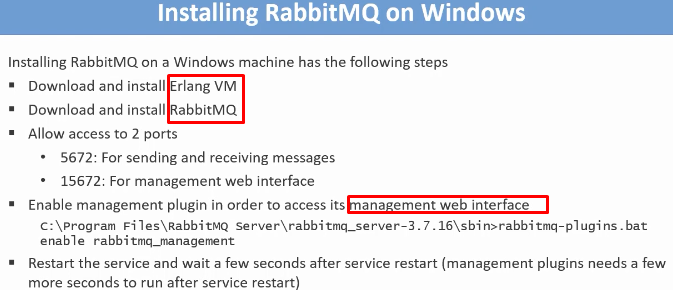 Installing RabbitMQ on Windows
Installing RabbitMQ on a Windows machine has the following steps
▪ Download and install Erlang VM
▪ Download and install RabbitMQ
▪ Allow access to 2 ports
• 5672: For sending and receiving messages
• 15672: For management web interface
▪ Enable management plugin in order to access its management web interface
C:\Program Files\RabbitMQ Server\rabbitmq_server-3.7.16\sbin>rabbitmq-plugins.bat
enable rabbitmq_management
▪ Restart the service and wait a few seconds after service restart (management plugins needs a few
more seconds to run after service restart)